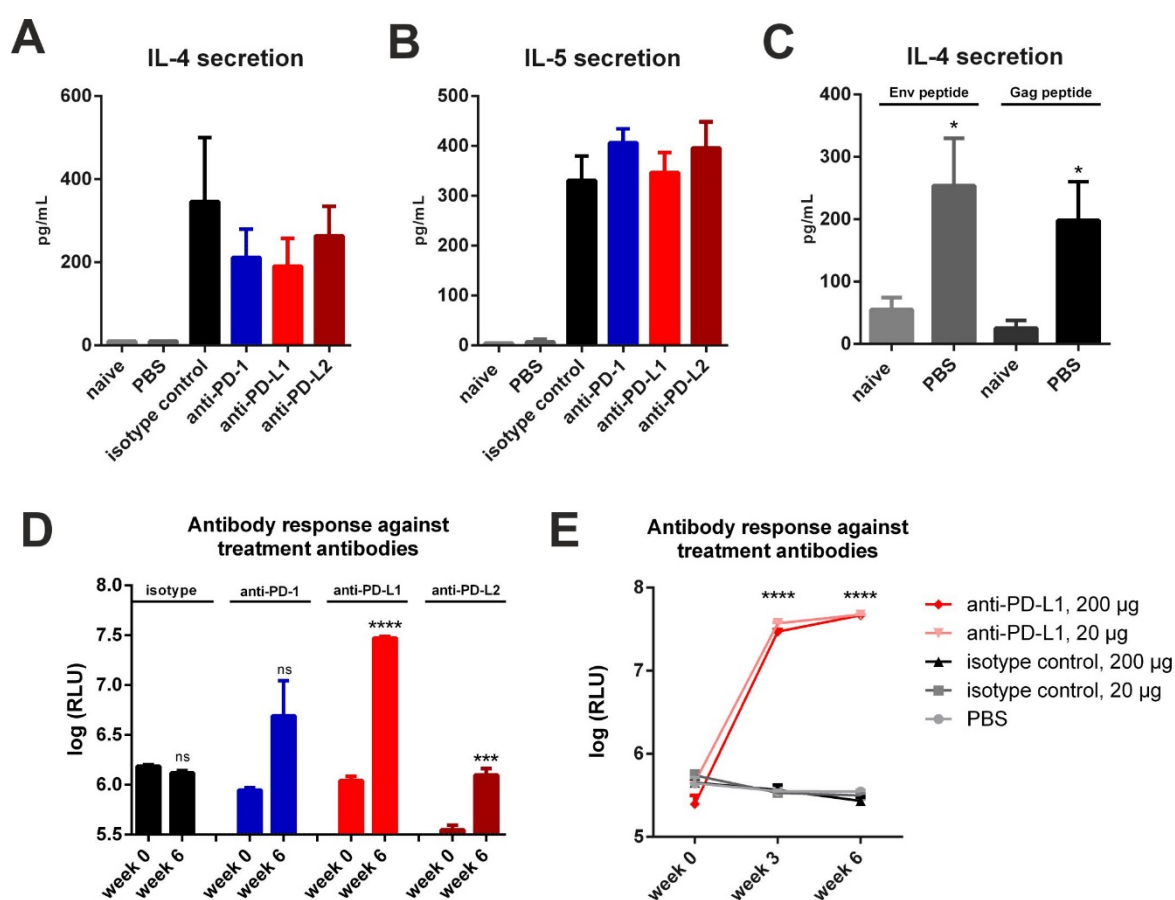 A
IL-4 secretion
600
400
200
0
pg/mL
naive
PBS
isotype control
anti-PD-1
anti-PD-L1
anti-PD-L2
B
IL-5 secretion
500
400
300
200
100
0
pg/mL
naive
PBS
isotype control
anti-PD-1
anti-PD-L1
anti-PD-L2
C
IL-4 secretion
Env peptide
Gag peptide
400
300
200
100
0
pg/mL
*
*
naive
PBS
naive
PBS
D
Antibody response against
treatment antibodies
isotype
anti-PD-1
anti-PD-L1
anti-PD-L2
8.0
7.5
7.0
6.5
6.0
5.5
log (RLU)
ns
ns
****
***
week 0
week 6
week 0
week 6
week 0
week 6
week 0
week 6
E
Antibody response against
treatment antibodies
8
7
6
5
log (RLU)
****
****
week 0
week 3
week 6
anti-PD-L1, 200 µg
anti-PD-L1, 20 µg
isotype control, 200 µg
isotype control, 20 µg
PBS